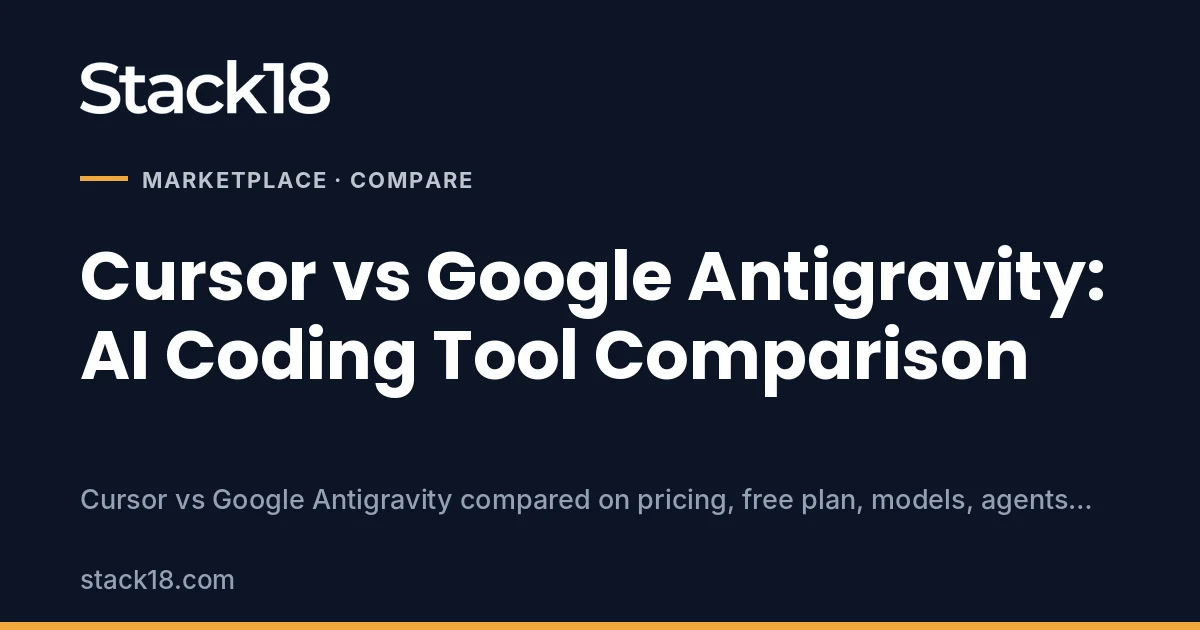 Stack18
MARKETPLACE · COMPARE
Cursor vs Google Antigravity:
AI Coding Tool Comparison
Cursor vs Google Antigravity compared on pricing, free plan, models, agents...
stack18.com